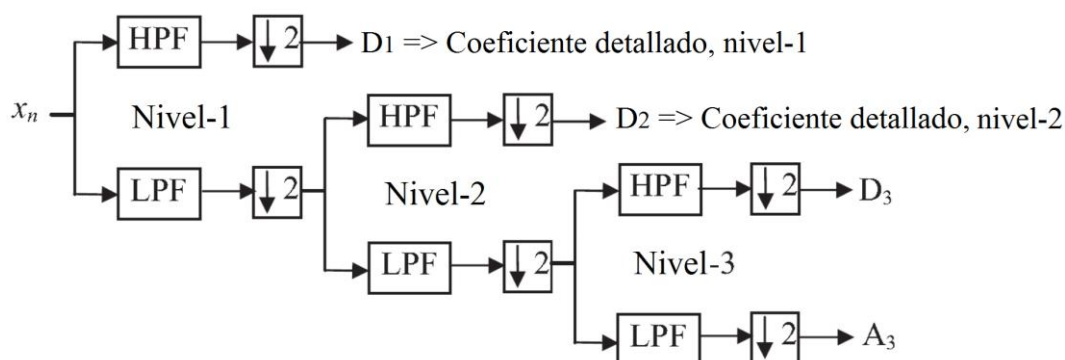 HPF
2
D1 => Coeficiente detallado, nivel-1
xn
Nivel-1
HPF
2
D2 => Coeficiente detallado, nivel-2
LPF
2
Nivel-2
HPF
2
D3
LPF
2
Nivel-3
LPF
2
A3